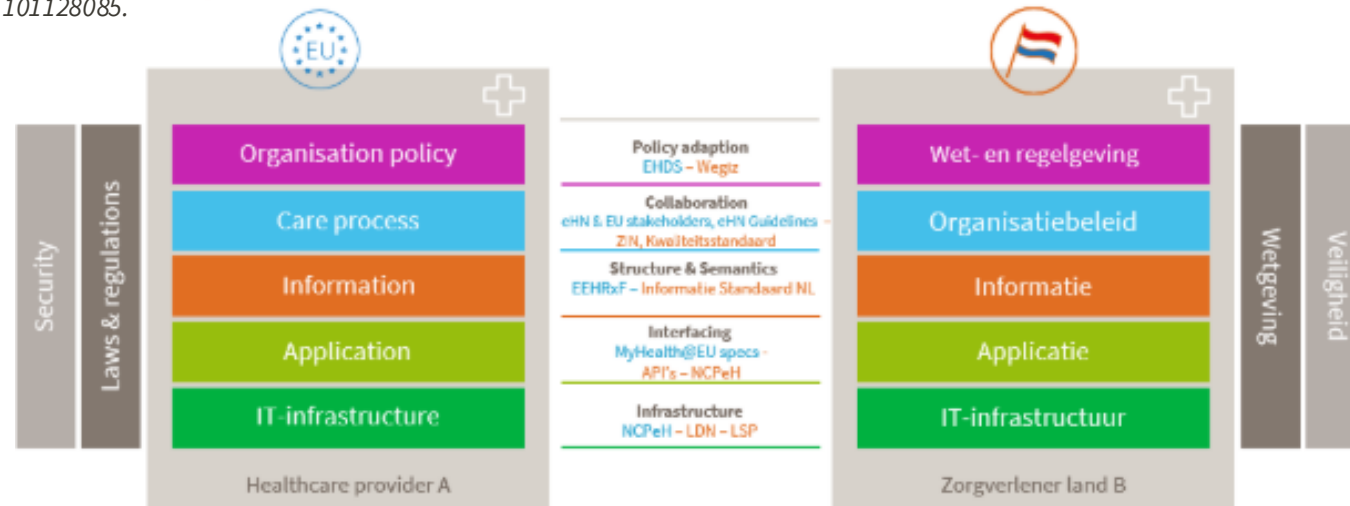 101128085.
EU
Security
Laws & regulations
Organisation policy
Care process
Information
Application
IT-infrastructure
Healthcare provider A
Policy adaption
EHDS – Wegiz
Collaboration
eHN & EU stakeholders, eHN Guidelines –
ZIN, Kwaliteitsstandaard
Structure & Semantics
EEHRxF – Informatie Standaard NL
Interfacing
MyHealth@EU specs -
API's – NCPeH
Infrastructure
NCPeH – LDN – LSP
Wet- en regelgeving
Organisatiebeleid
Informatie
Applicatie
IT-infrastructuur
Zorgverlener land B
Wetgeving
Veiligheid